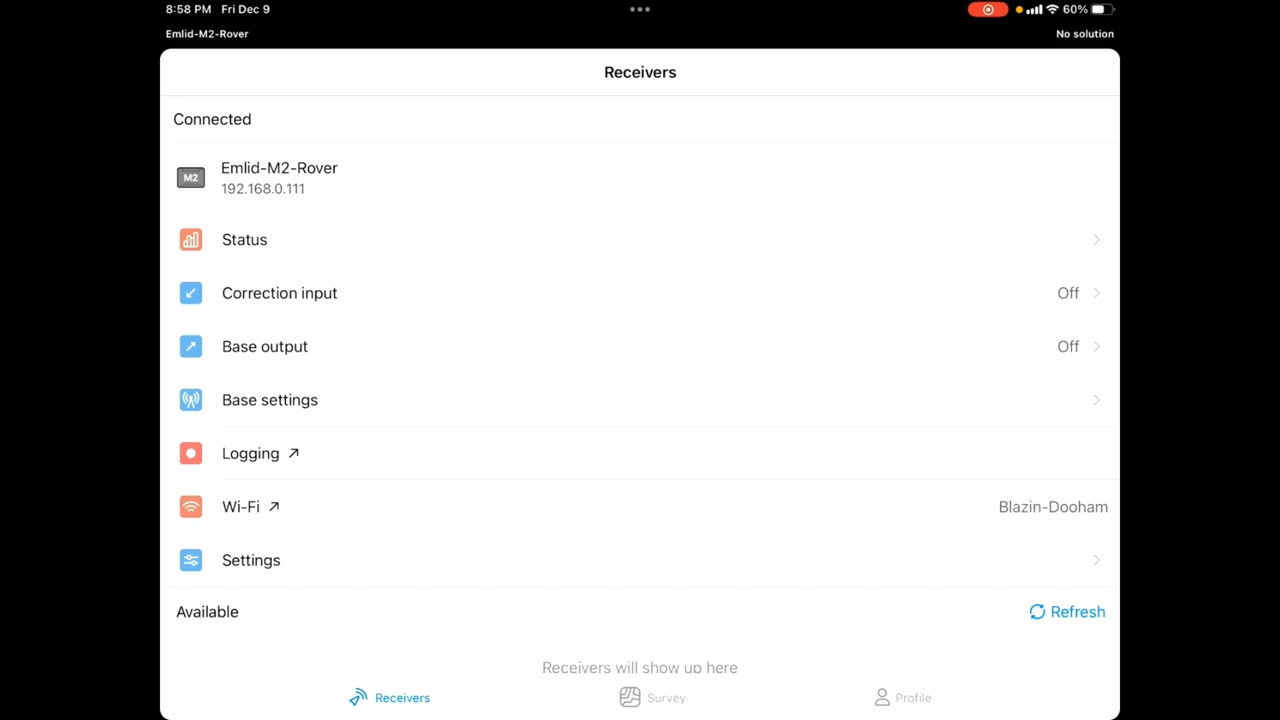 8:58 PM Fri Dec 9
60%
Emlid-M2-Rover
No solution
Receivers
Connected
M2
Emlid-M2-Rover
192.168.0.111
Status
Correction input Off
Base output Off
Base settings
Logging
Wi-Fi Blazin-Dooham
Settings
Available Refresh
Receivers will show up here
Receivers Survey Profile